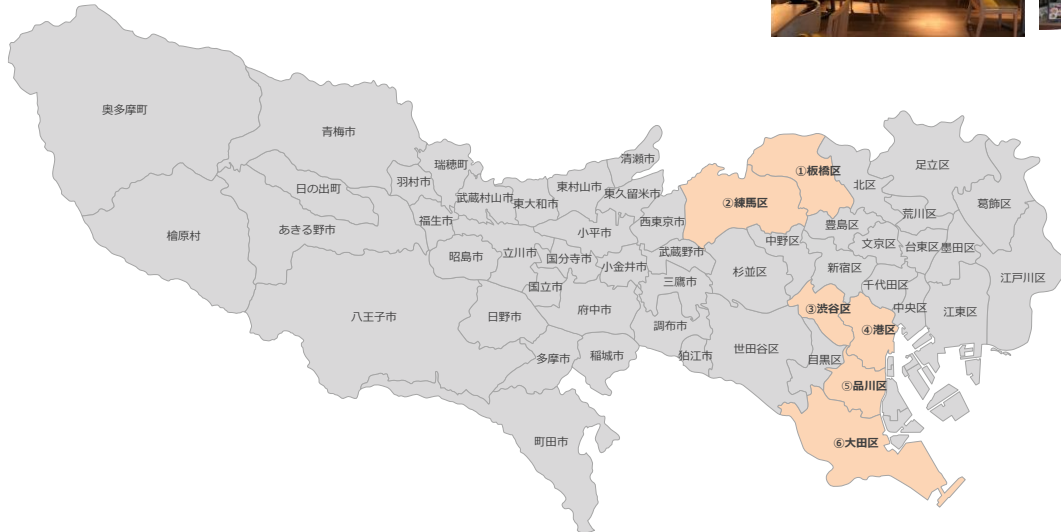 奥多摩町
青梅市
瑞穂町
清瀬市
①板橋区
足立区
日の出町
羽村市
武蔵村山市
東大和市
東村山市
東久留米市
②練馬区
北区
葛飾区
あきる野市
福生市
小平市
西東京市
豊島区
荒川区
檜原村
昭島市
立川市
国分寺市
小金井市
武蔵野市
中野区
文京区
台東区
墨田区
国立市
三鷹市
杉並区
新宿区
千代田区
江戸川区
八王子市
日野市
府中市
調布市
③渋谷区
中央区
江東区
④港区
多摩市
稲城市
狛江市
世田谷区
目黒区
⑤品川区
町田市
⑥大田区